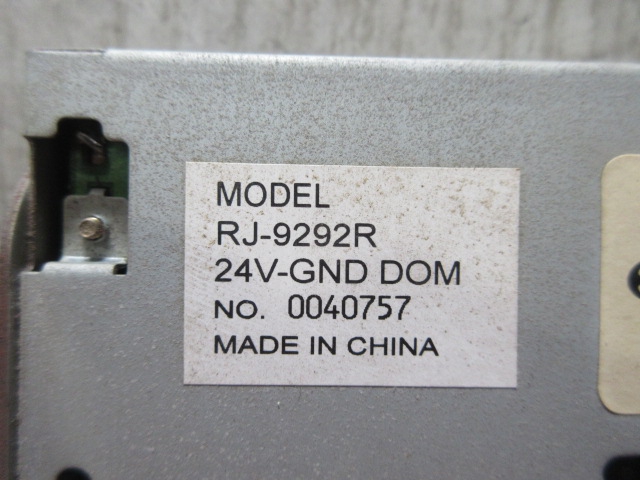 MODEL
RJ-9292R
24V-GND DOM
NO. 0040757
MADE IN CHINA